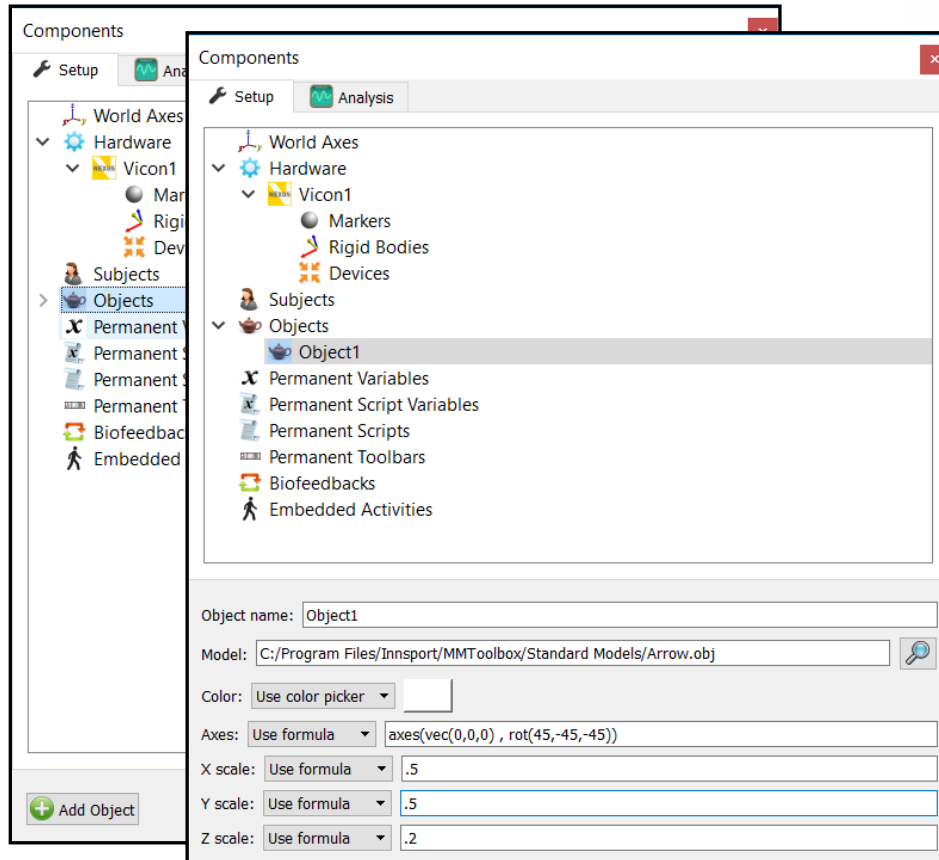 Components
Setup
Ana
World Axes
Hardware
NEXUS Vicon1
Mar
Rigi
Dev
Subjects
Objects
x Permanent
x Permanent
Permanent
Permanent
Biofeedbac
Embedded
Add Object
Components
Setup Analysis
World Axes
Hardware
NEXUS Vicon1
Markers
Rigid Bodies
Devices
Subjects
Objects
Object1
x Permanent Variables
x Permanent Script Variables
Permanent Scripts
Permanent Toolbars
Biofeedbacks
Embedded Activities
Object name: Object1
Model: C:/Program Files/Innsport/MMToolbox/Standard Models/Arrow.obj
Color: Use color picker
Axes: Use formula axes(vec(0,0,0) , rot(45,-45,-45))
X scale: Use formula .5
Y scale: Use formula .5
Z scale: Use formula .2